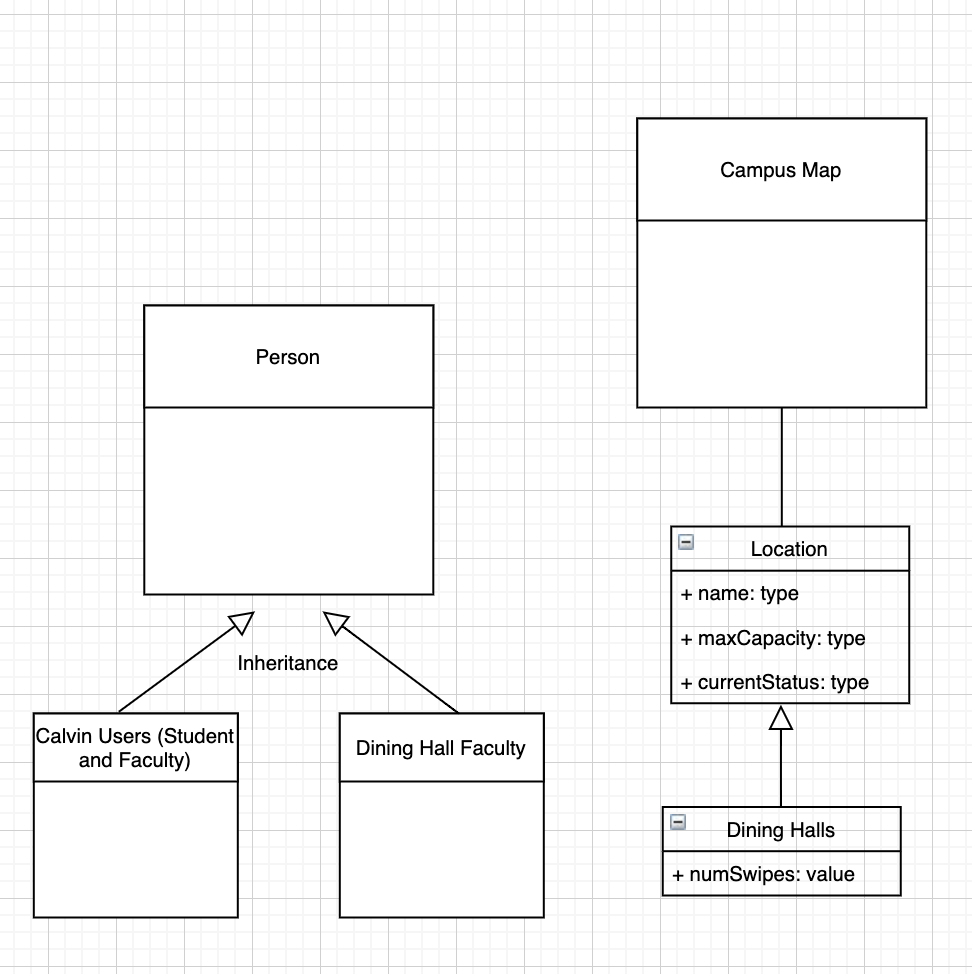 Campus Map
Person
Location
+ name: type
+ maxCapacity: type
+ currentStatus: type
Inheritance
Calvin Users (Student
and Faculty)
Dining Hall Faculty
Dining Halls
+ numSwipes: value